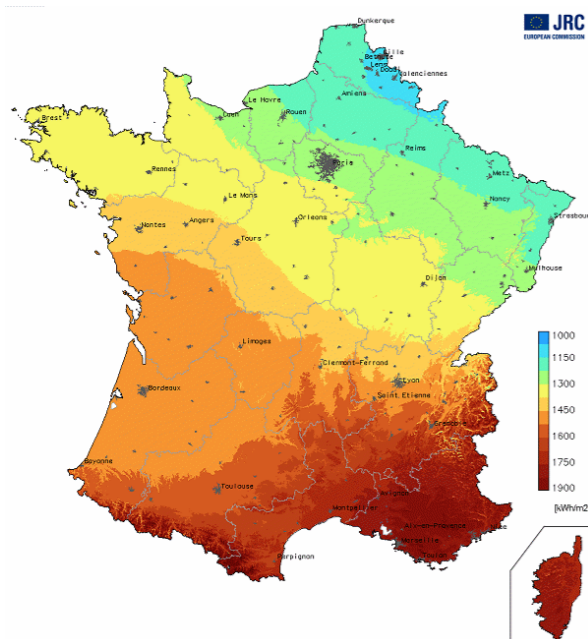 Dunkerque
JRC
EUROPEAN COMMISSION
Lille
Lens
Valenciennes
Amiens
Le Havre
Rouen
Caen
Reims
Metz
Paris
Brest
Nancy
Rennes
Strasbou
Le Mans
Orleans
Angers
Nantes
Tours
Mulhouse
Dijon
1000
1150
1300
1450
1600
1750
1900
[kWh/m2
Limoges
Clermont-Ferrand
Lyon
Saint Etienne
Bordeaux
Grenoble
Bayonne
Toulouse
Avignon
Montpellier
Aix-en-Provence
Nice
Marseille
Toulon
Perpignan